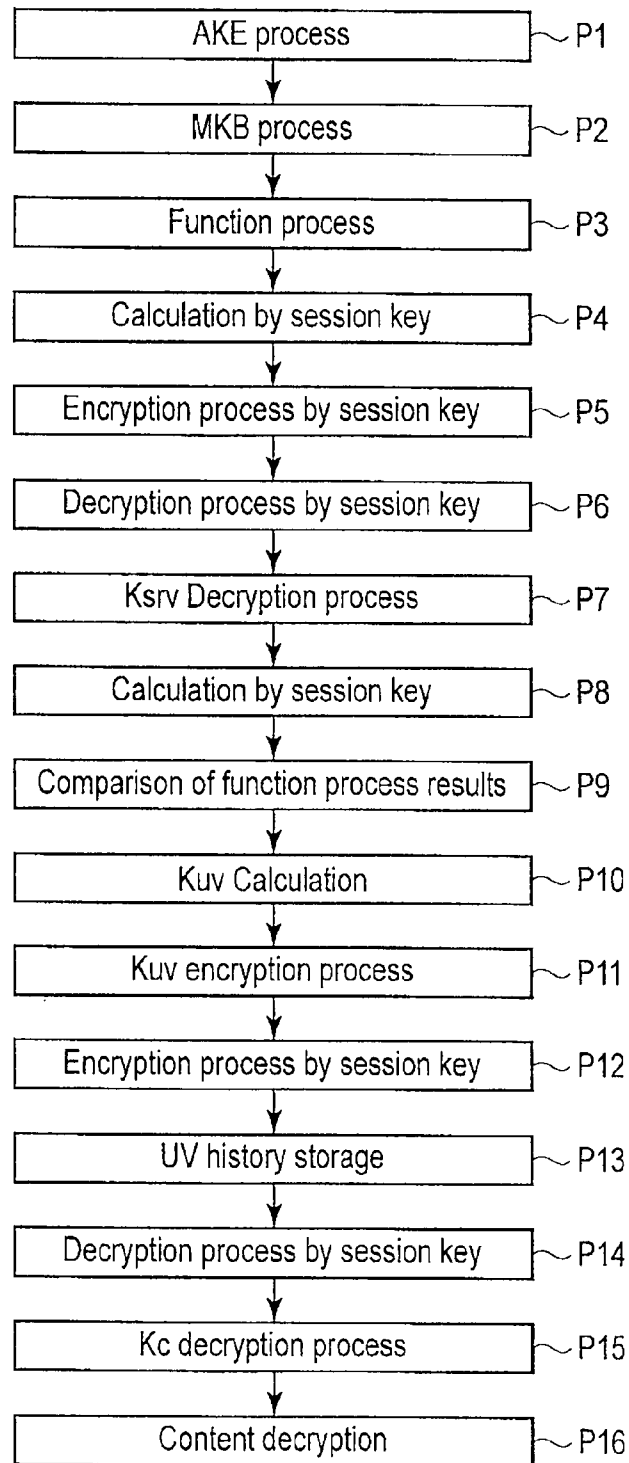 AKE process P1
MKB process P2
Function process P3
Calculation by session key P4
Encryption process by session key P5
Decryption process by session key P6
Ksrv Decryption process P7
Calculation by session key P8
Comparison of function process results P9
Kuv Calculation P10
Kuv encryption process P11
Encryption process by session key P12
UV history storage P13
Decryption process by session key P14
Kc decryption process P15
Content decryption P16